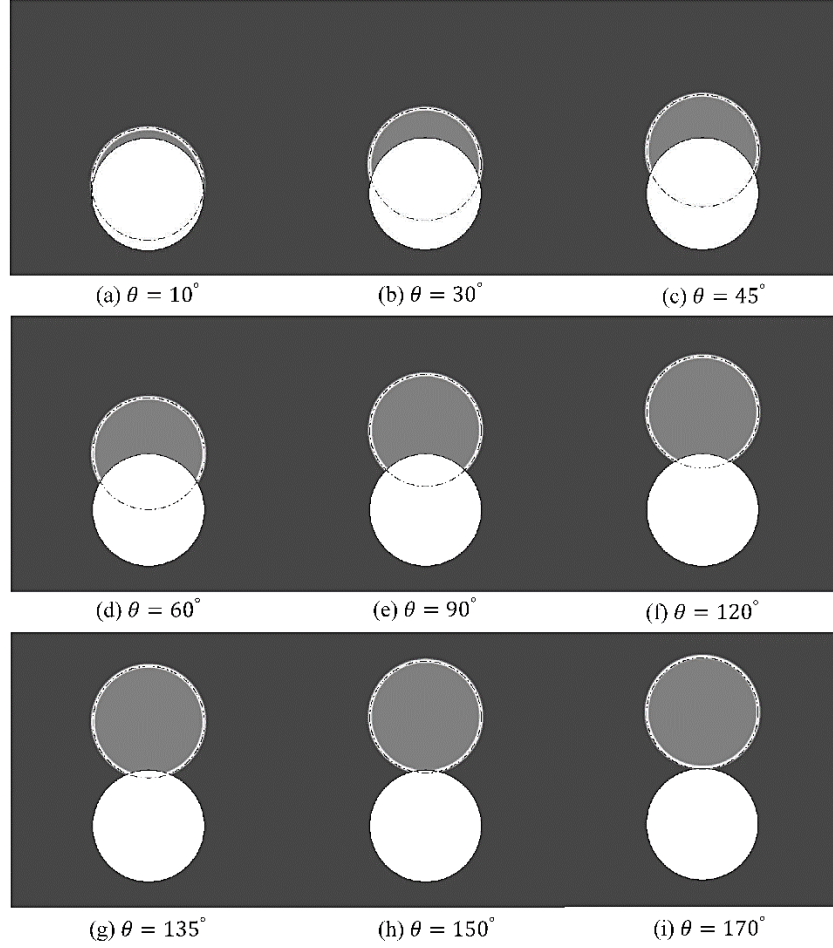 (a) θ = 10°
(b) θ = 30°
(c) θ = 45°
(d) θ = 60°
(e) θ = 90°
(f) θ = 120°
(g) θ = 135°
(h) θ = 150°
(i) θ = 170°